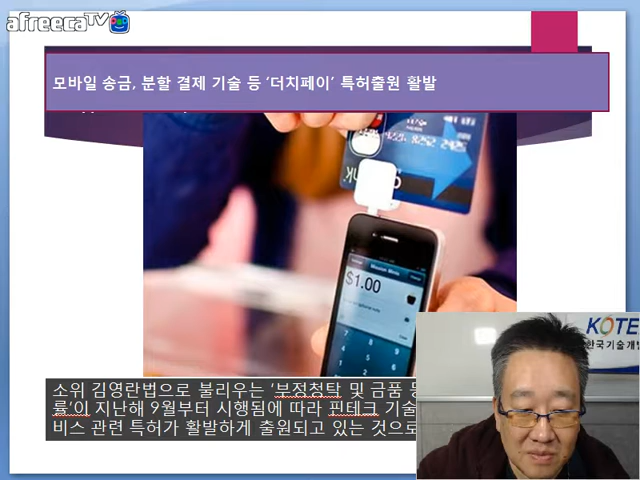 afreecaTV
모바일 송금, 분할 결제 기술 등 '더치페이' 특허출원 활발
$1.00
소위 김영란법으로 불리우는 '부정청탁 및 금품
률'이 지난해 9월부터 시행됨에 따라 핀테크 기술
비스 관련 특허가 활발하게 출원되고 있는 것으로
KOTE
한국기술개발